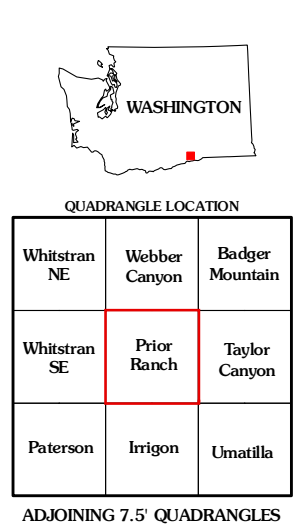 WASHINGTON
QUADRANGLE LOCATION
Whitstran
NE
Webber
Canyon
Badger
Mountain
Whitstran
SE
Prior
Ranch
Taylor
Canyon
Paterson
Irrigon
Umatilla
ADJOINING 7.5' QUADRANGLES